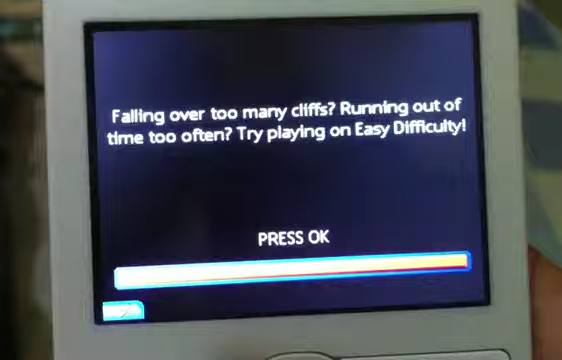 Falling over too many cliffs? Running out of
time too often? Try playing on Easy Difficulty!
PRESS OK